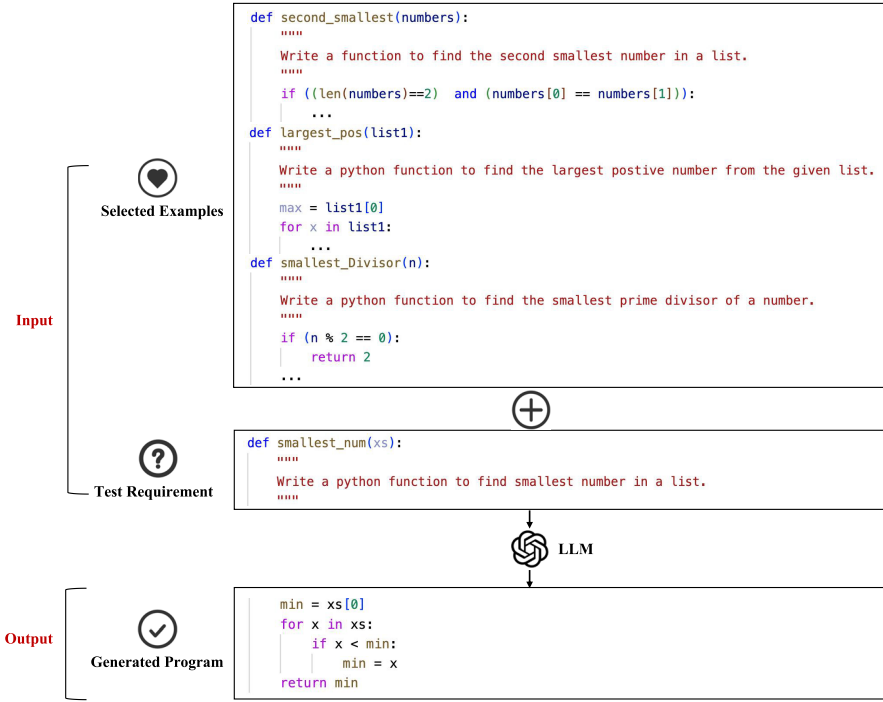 def second_smallest(numbers):
"""
Write a function to find the second smallest number in a list.
"""
if ((len(numbers)==2)  and (numbers[0] == numbers[1])):
...
def largest_pos(list1):
"""
Write a python function to find the largest postive number from the given list.
"""
max = list1[0]
for x in list1:
...
def smallest_Divisor(n):
"""
Write a python function to find the smallest prime divisor of a number.
"""
if (n % 2 == 0):
return 2
...
Selected Examples
Input
def smallest_num(xs):
"""
Write a python function to find smallest number in a list.
"""
?
Test Requirement
LLM
min = xs[0]
for x in xs:
if x < min:
min = x
return min
Output
Generated Program